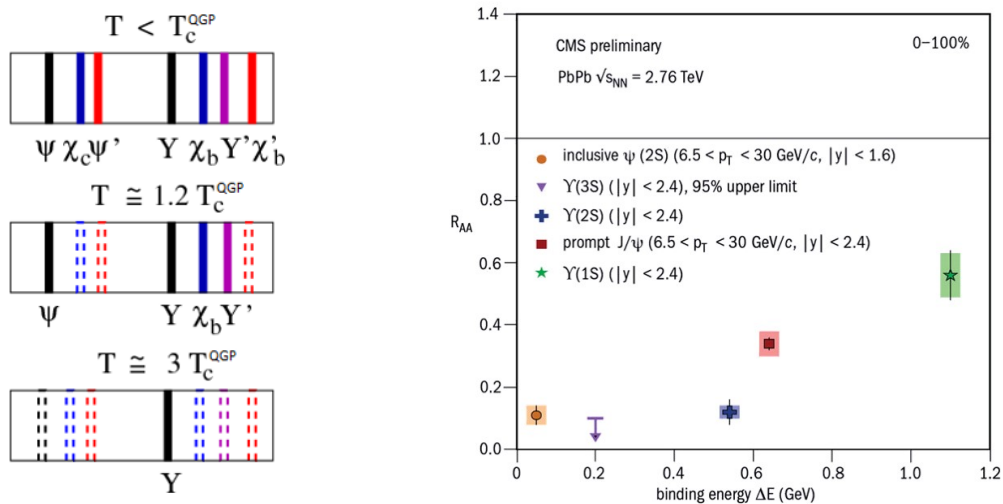 T < T_c^QGP
ψ χ_c ψ' Υ χ_b Υ' χ'_b
T ≅ 1.2 T_c^QGP
ψ Υ χ_b Υ'
T ≅ 3 T_c^QGP
Υ
1.4
1.2
1.0
0.8
0.6
0.4
0.2
0.0
R_AA
CMS preliminary
0–100%
PbPb √s_NN = 2.76 TeV
inclusive ψ (2S) (6.5 < p_T < 30 GeV/c, |y| < 1.6)
ϒ(3S) (|y| < 2.4), 95% upper limit
ϒ(2S) (|y| < 2.4)
prompt J/ψ (6.5 < p_T < 30 GeV/c, |y| < 2.4)
ϒ(1S) (|y| < 2.4)
0 0.2 0.4 0.6 0.8 1.0 1.2
binding energy ΔE (GeV)